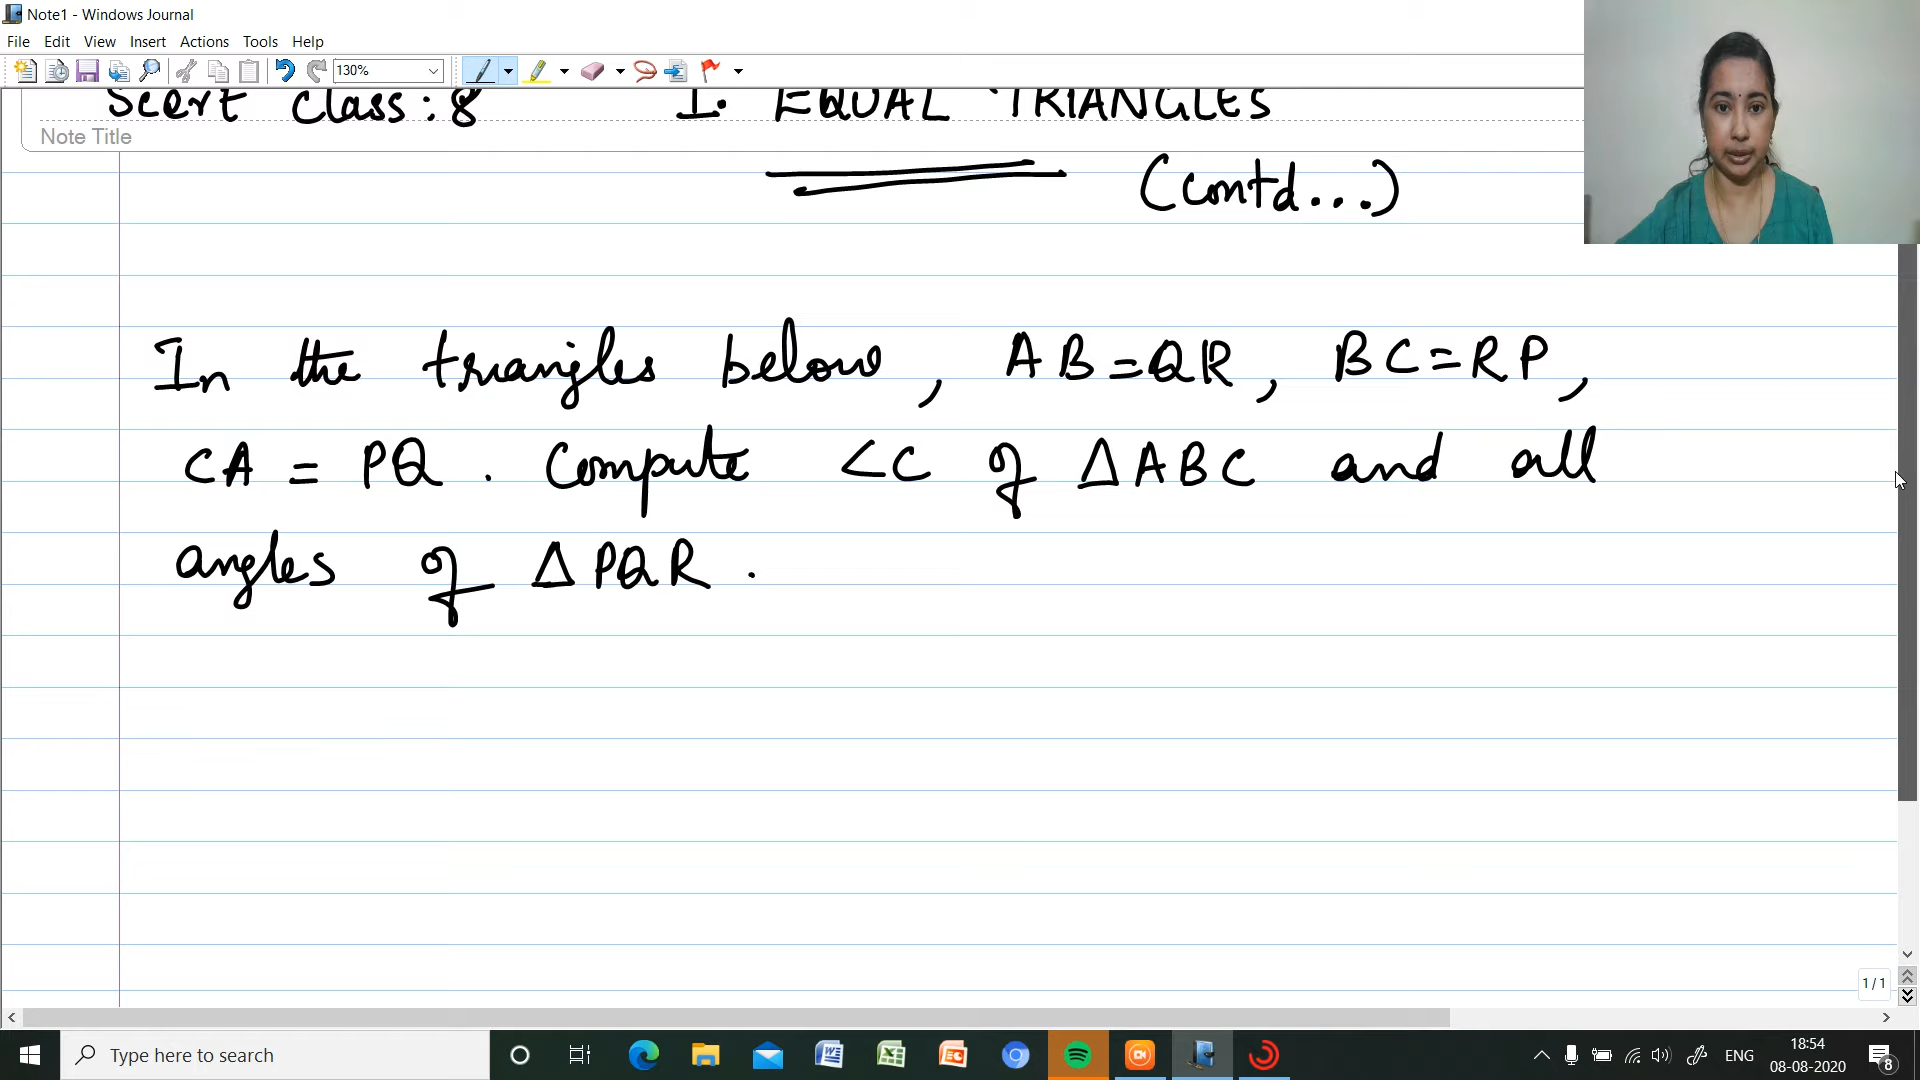 Note1 - Windows Journal
File Edit View Insert Actions Tools Help
130%
Scert Class: 8 1. EQUAL TRIANGLES
Note Title
(contd...)
In the triangles below, AB=QR, BC=RP,
CA = PQ. Compute <C of ΔABC and all
angles of ΔPQR.
1 / 1
Type here to search
ENG
18:54
08-08-2020
8